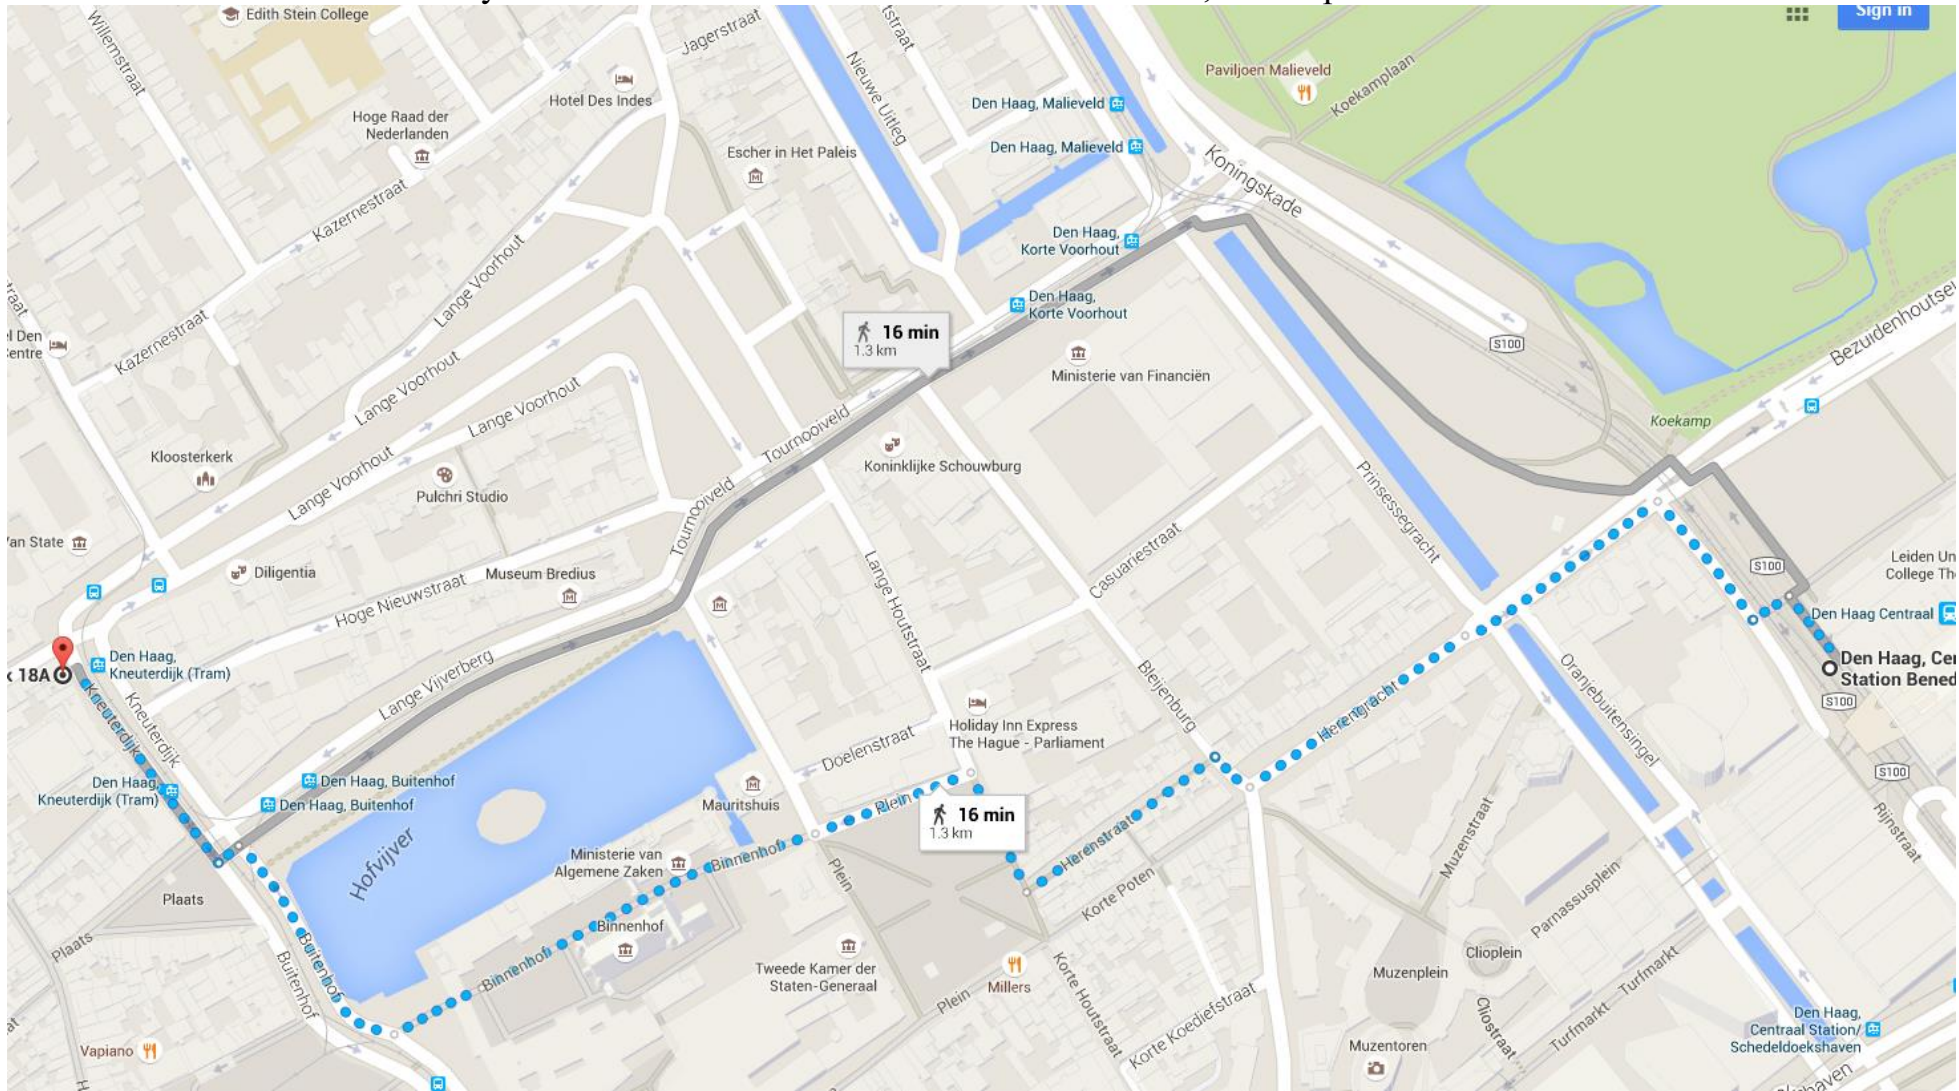 Sign in
Edith Stein College
Willemstraat
Jagerstraat
Hotel Des Indes
Hoge Raad der
Nederlanden
Nieuwe Uitleg
Den Haag, Malieveld
Den Haag, Malieveld
Paviljoen Malieveld
Koekamplaan
Koningskade
Escher in Het Paleis
Kazernestraat
Lange Voorhout
Den Haag,
Korte Voorhout
Den Haag,
Korte Voorhout
Kazernestraat
16 min
1.3 km
S100
Bezuidenhoutse
Ministerie van Financiën
Lange Voorhout
Lange Voorhout
Koekamp
Tournooiveld
Kloosterkerk
Koninklijke Schouwburg
Lange Voorhout
Pulchri Studio
Tournooiveld
Prinsessegracht
Diligentia
Hoge Nieuwstraat
Museum Bredius
Lange Houtstraat
Casuariestraat
S100
Leiden Un
College Th
Den Haag Centraal
18A
Den Haag,
Kneuterdijk (Tram)
Kneuterdijk
Kneuterdijk
Lange Vijverberg
Den Haag, Cer
Station Bened
S100
Oranjebuitensingel
Bleijenburg
Herengracht
Holiday Inn Express
The Hague - Parliament
Doelenstraat
Den Haag,
Kneuterdijk (Tram)
Den Haag, Buitenhof
Den Haag, Buitenhof
Mauritshuis
Plein
16 min
1.3 km
S100
Rijnstraat
Hofvijver
Ministerie van
Algemene Zaken
Binnenhof
Plein
Herenstraat
Korte Poten
Muzenstraat
Parnassusplein
Plaats
Plaats
Binnenhof
Buitenhof
Buitenhof
Binnenhof
Tweede Kamer der
Staten-Generaal
Plein
Millers
Korte Houtstraat
Korte Koediefstraat
Clioplein
Muzenplein
Cliostraat
Turfmarkt
Turfmarkt
Muzentoren
Den Haag,
Centraal Station/
Schedeldoekshaven
Vapiano